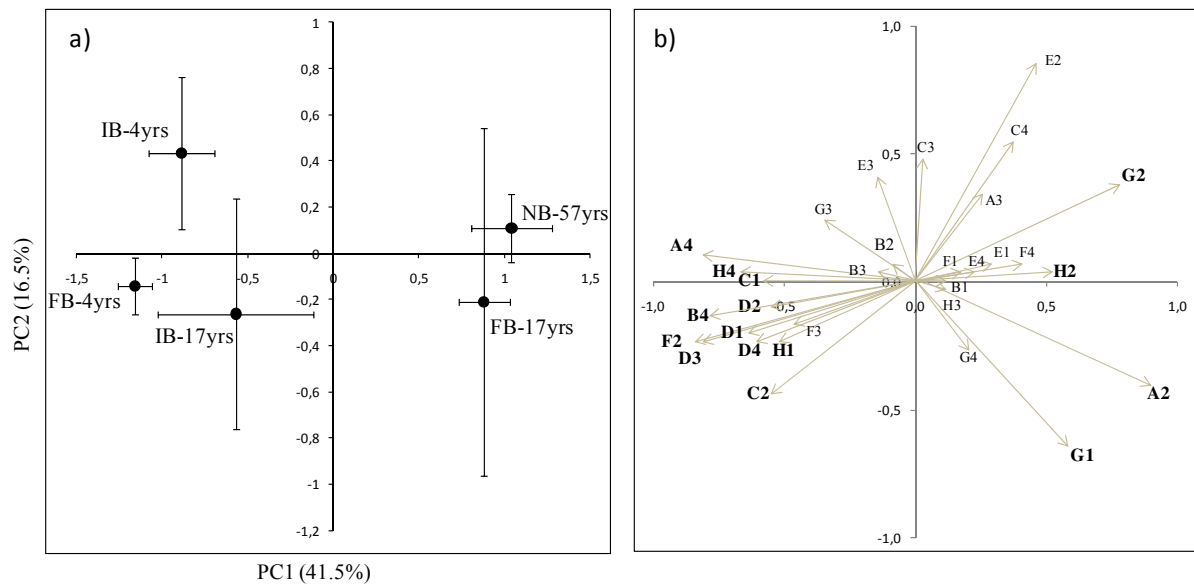 a)
1
0,8
0,6
0,4
0,2
0
-0,2
-0,4
-0,6
-0,8
-1
-1,2
-1,5
-1
-0,5
0
0,5
1
1,5
IB-4yrs
NB-57yrs
FB-4yrs
IB-17yrs
FB-17yrs
PC2 (16.5%)
PC1 (41.5%)
b)
1,0
0,5
0,0
-0,5
-1,0
-1,0
-0,5
0,5
1,0
E2
C4
C3
E3
G2
A3
G3
A4
B2
F1
E4
E1
F4
H4
B3
H2
C1
B1
D2
H3
B4
D1
F3
F2
D3
D4
H1
G4
C2
A2
G1